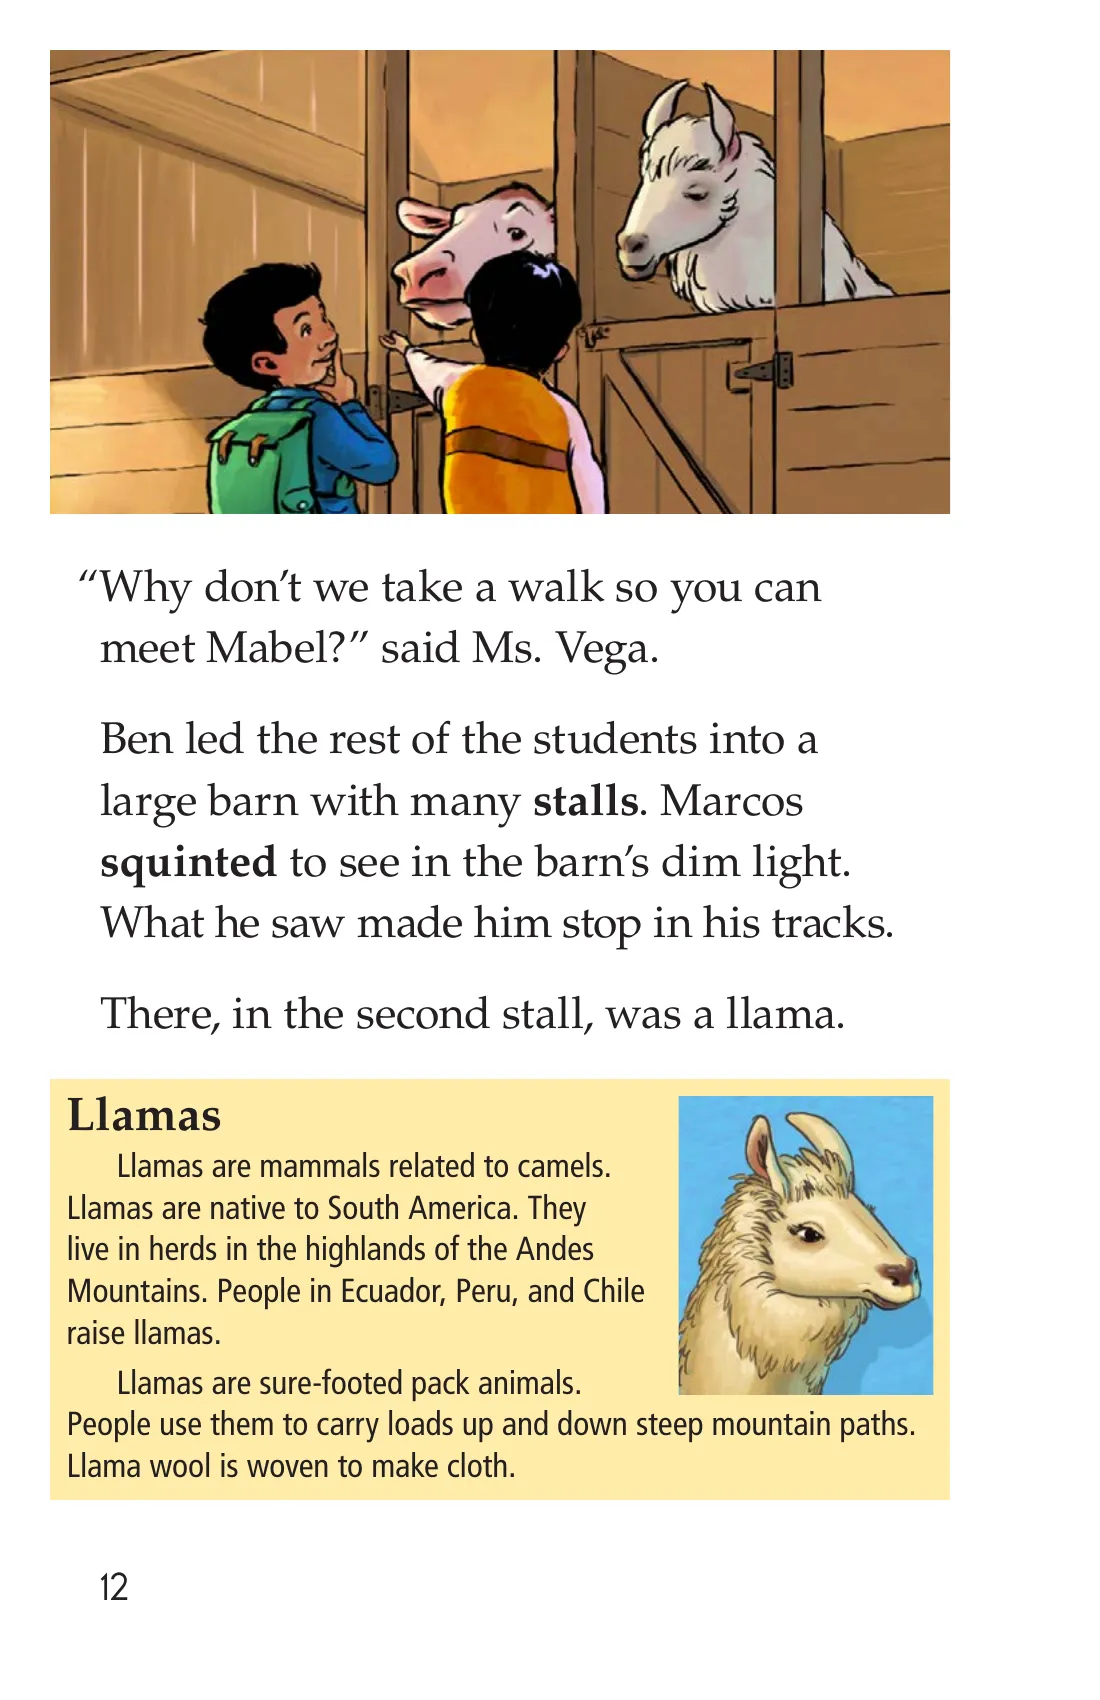 “Why don’t we take a walk so you can
meet Mabel?” said Ms. Vega.
Ben led the rest of the students into a
large barn with many stalls. Marcos
squinted to see in the barn’s dim light.
What he saw made him stop in his tracks.
There, in the second stall, was a llama.
Llamas
Llamas are mammals related to camels.
Llamas are native to South America. They
live in herds in the highlands of the Andes
Mountains. People in Ecuador, Peru, and Chile
raise llamas.
Llamas are sure-footed pack animals.
People use them to carry loads up and down steep mountain paths.
Llama wool is woven to make cloth.
12